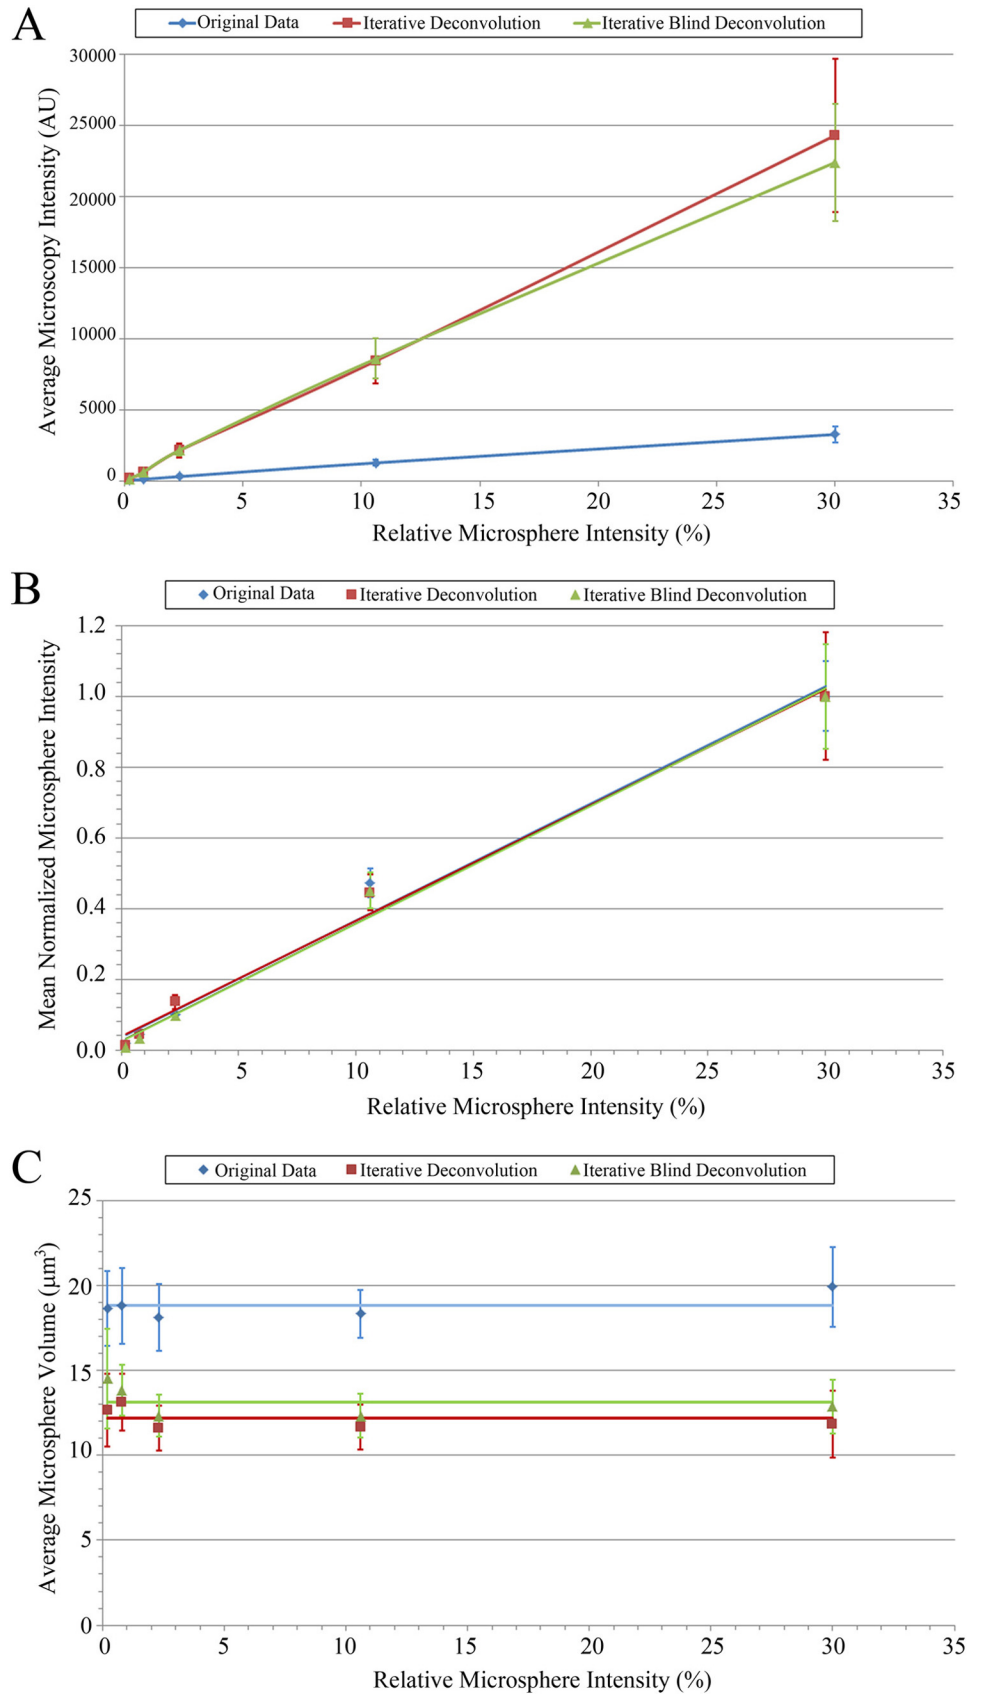 A
Original Data Iterative Deconvolution Iterative Blind Deconvolution
30000
25000
20000
15000
10000
5000
0
Average Microscopy Intensity (AU)
0 5 10 15 20 25 30 35
Relative Microsphere Intensity (%)
B
Original Data Iterative Deconvolution Iterative Blind Deconvolution
1.2
1.0
0.8
0.6
0.4
0.2
0.0
Mean Normalized Microsphere Intensity
0 5 10 15 20 25 30 35
Relative Microsphere Intensity (%)
C
Original Data Iterative Deconvolution Iterative Blind Deconvolution
25
20
15
10
5
0
Average Microsphere Volume (μm³)
0 5 10 15 20 25 30 35
Relative Microsphere Intensity (%)